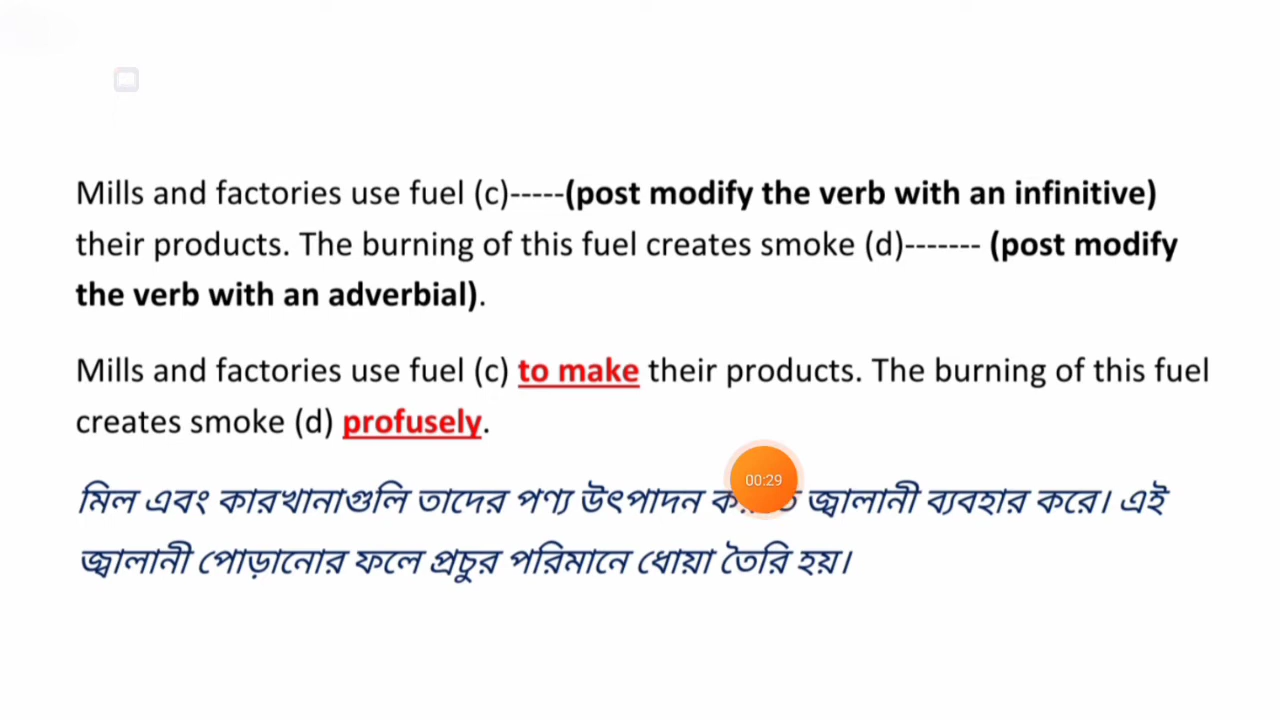 Mills and factories use fuel (c)-----(post modify the verb with an infinitive)
their products. The burning of this fuel creates smoke (d)------- (post modify
the verb with an adverbial).
Mills and factories use fuel (c) to make their products. The burning of this fuel
creates smoke (d) profusely.
00:29
মিল এবং কারখানাগুলি তাদের পণ্য উৎপাদন জ্বালানী ব্যবহার করে। এই
জ্বালানী পোড়ানোর ফলে প্রচুর পরিমানে ধোয়া তৈরি হয়।